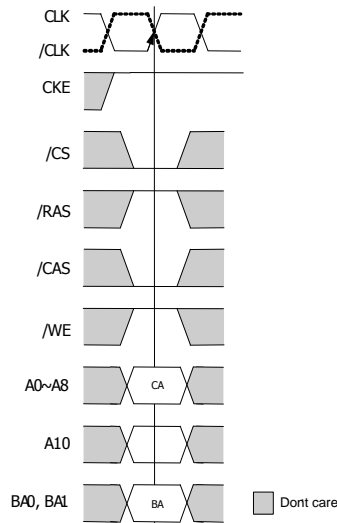 CLK
/CLK
CKE
/CS
/RAS
/CAS
/WE
A0~A8
CA
A10
BA0, BA1
BA
Dont care